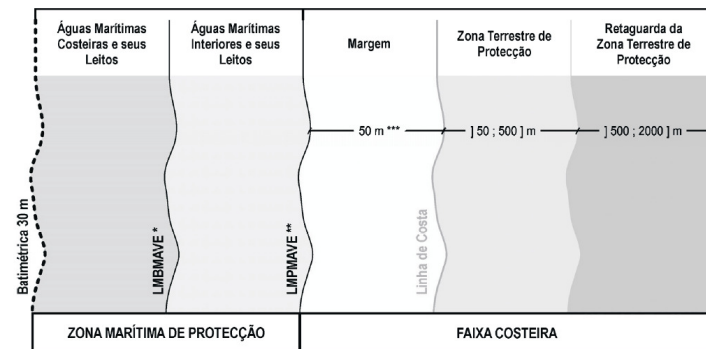 Águas Marítimas
Costeiras e seus
Leitos
Águas Marítimas
Interiores e seus
Leitos
Margem
Zona Terrestre de
Protecção
Retaguarda da
Zona Terrestre de
Protecção
50 m ***
] 50 ; 500 ] m
] 500 ; 2000 ] m
Batimétrica 30 m
LMBMAVE *
LMPMAVE **
Linha de Costa
ZONA MARÍTIMA DE PROTECÇÃO
FAIXA COSTEIRA